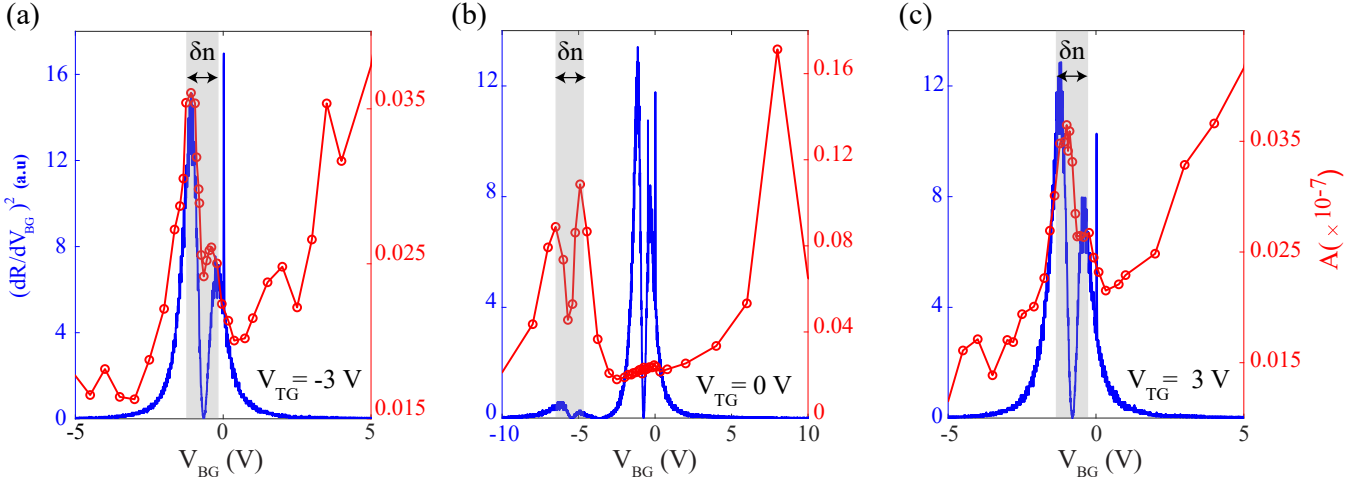 (a)
(b)
(c)
(dR/dV_BG)² (a.u)
16
12
8
4
0
δn
0.035
0.025
0.015
V_TG= -3 V
-5
0
5
V_BG (V)
12
8
4
0
δn
0.16
0.12
0.08
0.04
0
V_TG= 0 V
-10
-5
0
5
10
V_BG (V)
12
8
4
0
δn
0.035
0.025
0.015
A( × 10⁻⁷)
V_TG= 3 V
-5
0
5
V_BG (V)